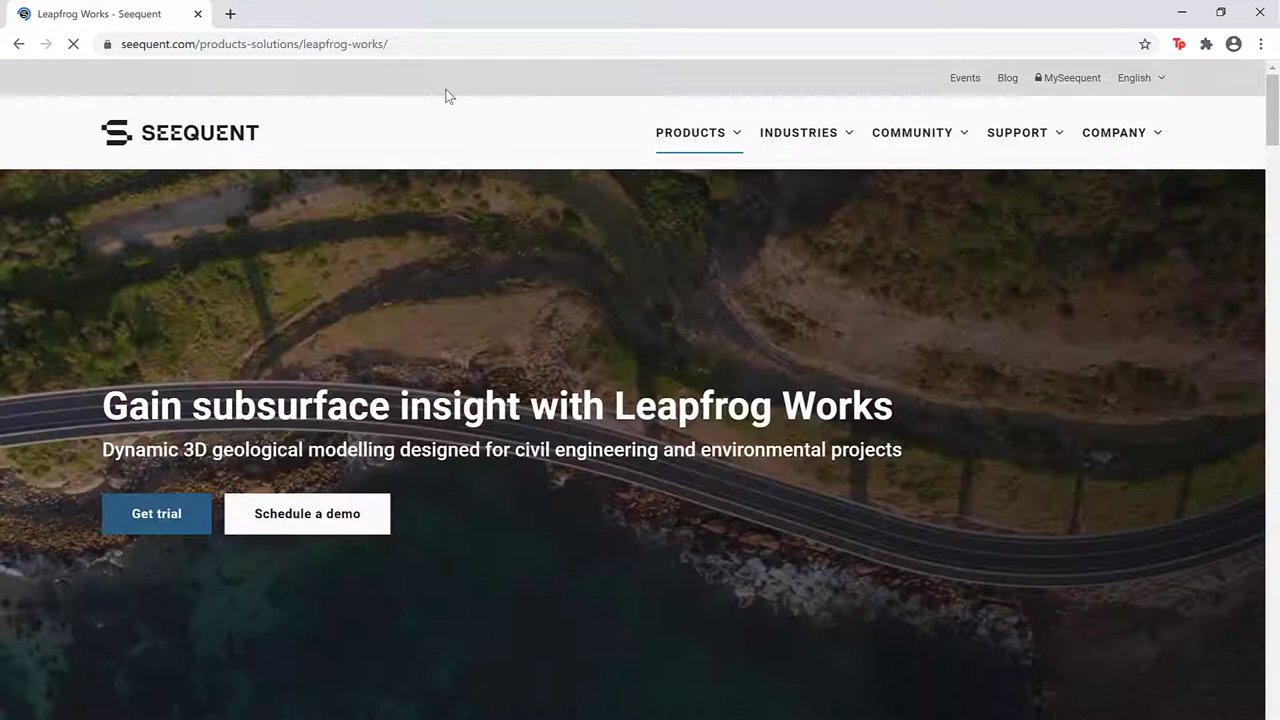 Leapfrog Works - Seequent
seequent.com/products-solutions/leapfrog-works/
Tp
Events Blog MySeequent English
SEEQUENT
PRODUCTS INDUSTRIES COMMUNITY SUPPORT COMPANY
Gain subsurface insight with Leapfrog Works
Dynamic 3D geological modelling designed for civil engineering and environmental projects
Get trial Schedule a demo